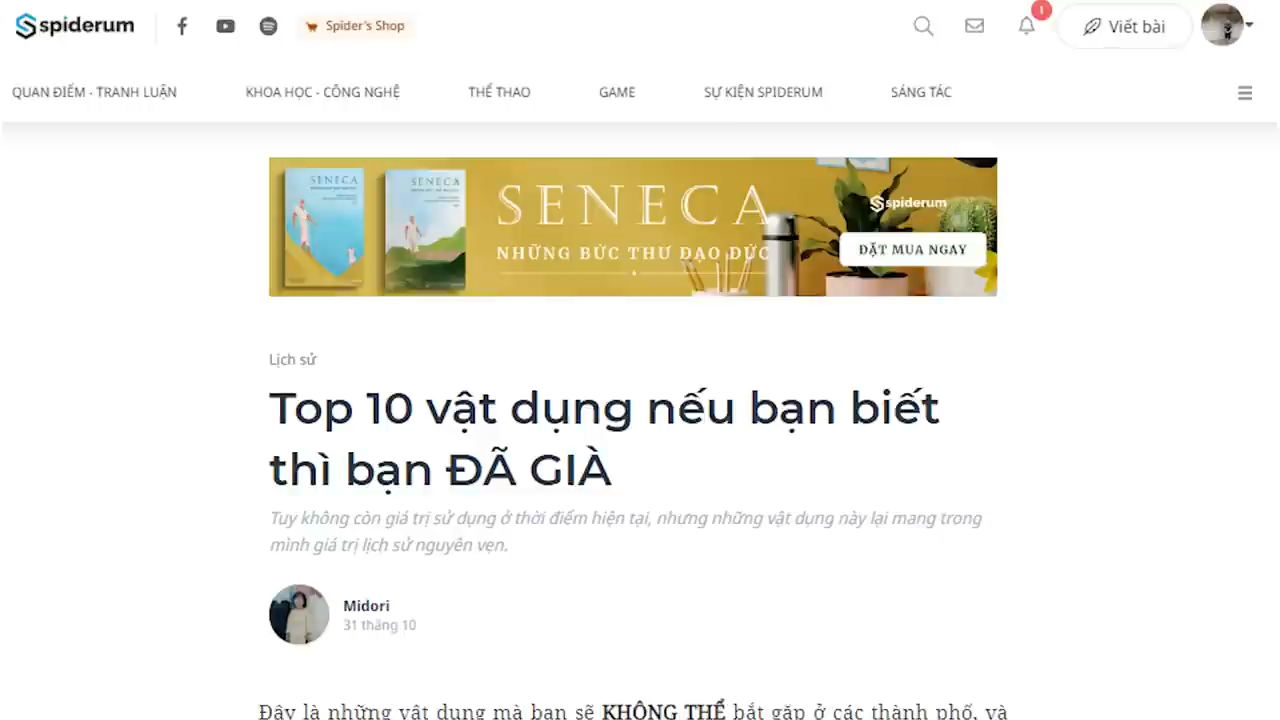 spiderum
Spider's Shop
1
Viết bài
QUAN ĐIỂM - TRANH LUẬN
KHOA HỌC - CÔNG NGHỆ
THỂ THAO
GAME
SỰ KIỆN SPIDERUM
SÁNG TÁC
SENECA
SENECA
SENECA
NHỮNG BỨC THƯ ĐẠO ĐỨC
spiderum
ĐẶT MUA NGAY
Lịch sử
Top 10 vật dụng nếu bạn biết
thì bạn ĐÃ GIÀ
Tuy không còn giá trị sử dụng ở thời điểm hiện tại, nhưng những vật dụng này lại mang trong
mình giá trị lịch sử nguyên vẹn.
Midori
31 tháng 10
Đây là những vật dụng mà bạn sẽ KHÔNG THỂ bắt gặp ở các thành phố, và